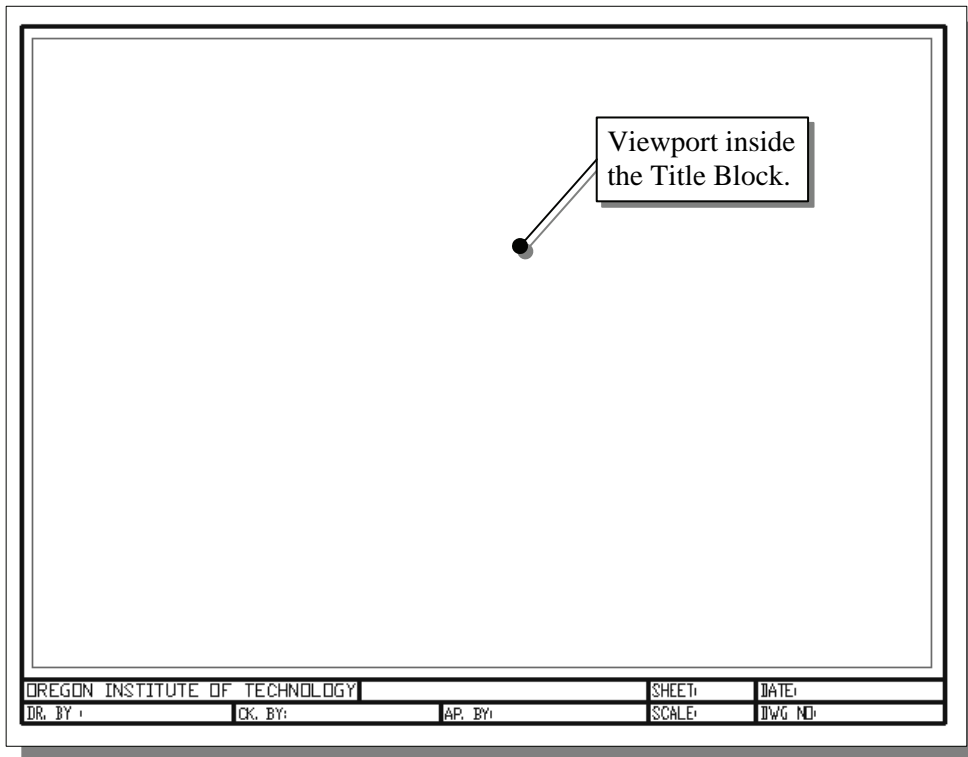 Viewport inside
the Title Block.
OREGON INSTITUTE OF TECHNOLOGY SHEET: DATE:
DR. BY : CK. BY: AP. BY: SCALE: DWG NO: